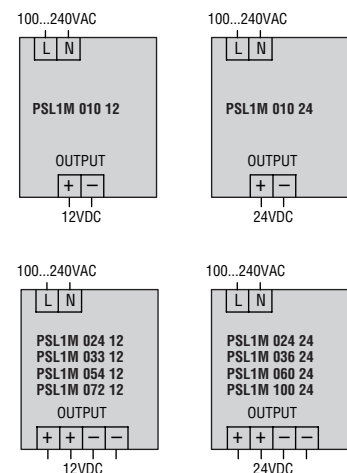 100...240VAC
L N
PSL1M 010 12
OUTPUT
+ −
12VDC
100...240VAC
L N
PSL1M 010 24
OUTPUT
+ −
24VDC
100...240VAC
L N
PSL1M 024 12
PSL1M 033 12
PSL1M 054 12
PSL1M 072 12
OUTPUT
+ + − −
12VDC
100...240VAC
L N
PSL1M 024 24
PSL1M 036 24
PSL1M 060 24
PSL1M 100 24
OUTPUT
+ + − −
24VDC